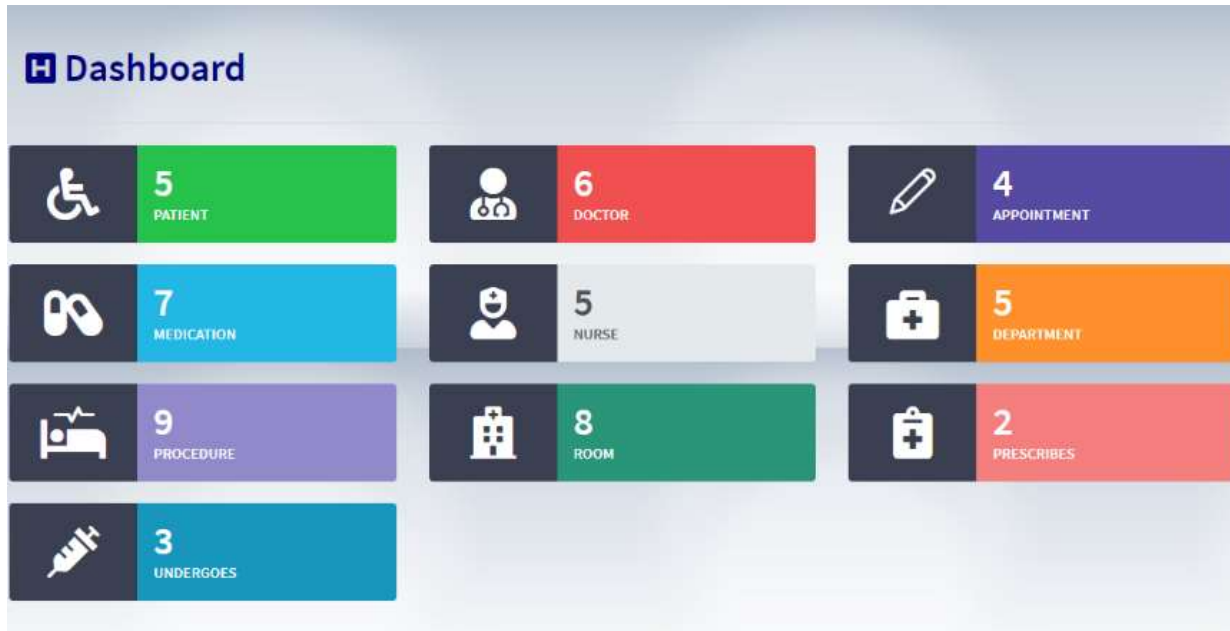 H Dashboard
5
PATIENT
6
DOCTOR
4
APPOINTMENT
7
MEDICATION
5
NURSE
5
DEPARTMENT
9
PROCEDURE
8
ROOM
2
PRESCRIBES
3
UNDERGOES